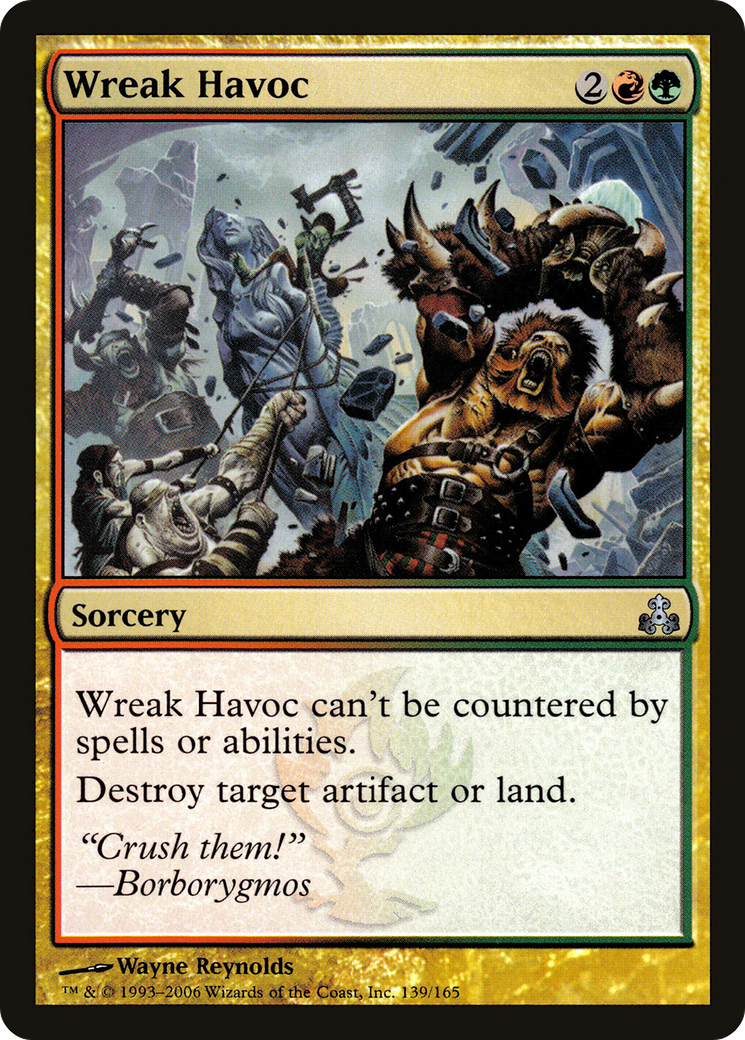 Wreak Havoc 2
Sorcery
Wreak Havoc can't be countered by
spells or abilities.
Destroy target artifact or land.
“Crush them!”
—Borborygmos
Wayne Reynolds
™ & © 1993–2006 Wizards of the Coast, Inc. 139/165